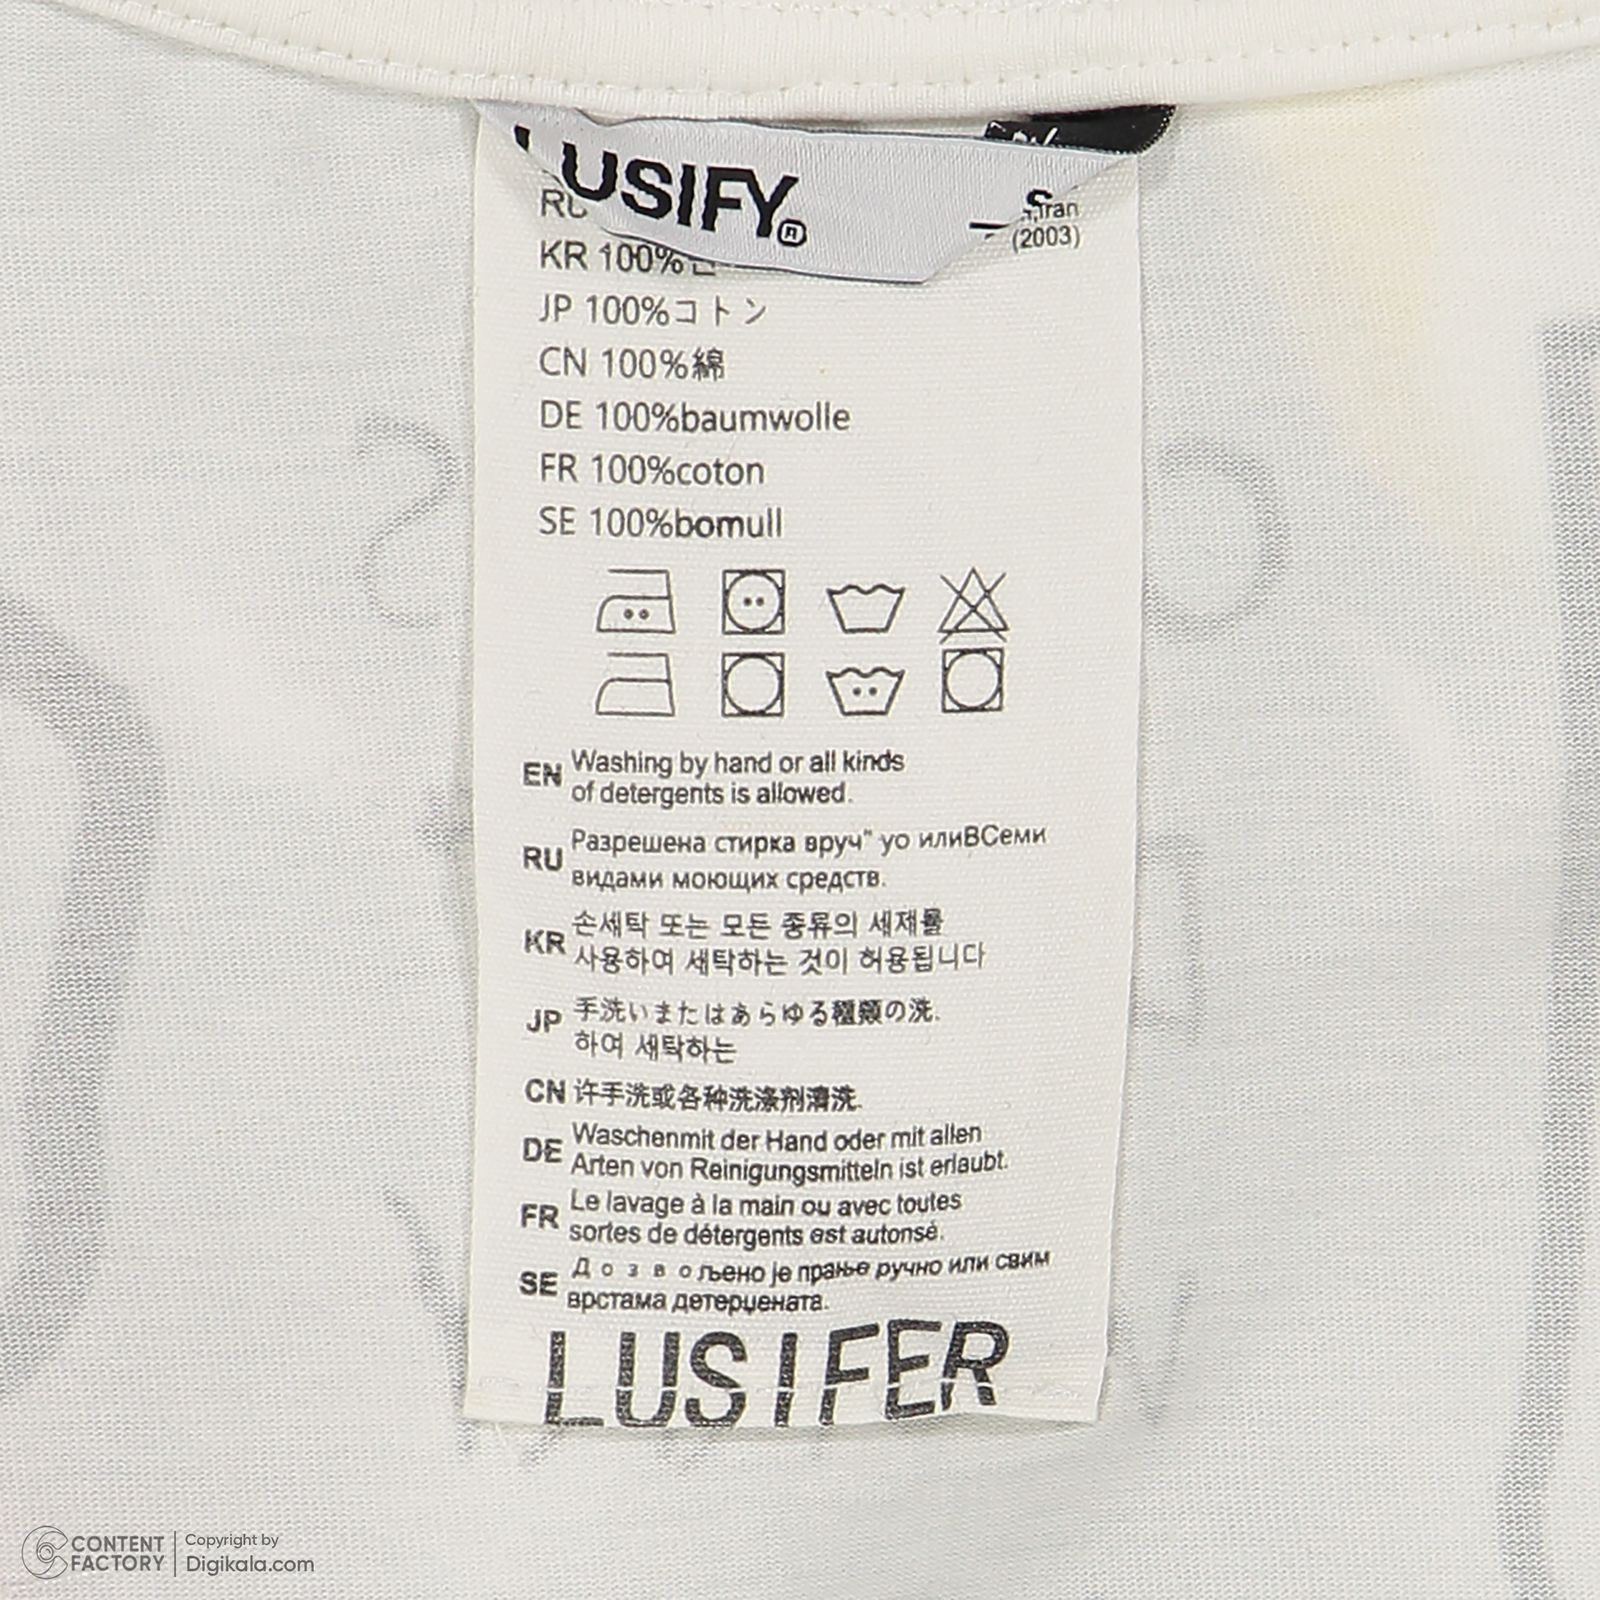 LUSIFY®
S
RU
Iran
(2003)
KR 100%면
JP 100%コトン
CN 100%綿
DE 100%baumwolle
FR 100%coton
SE 100%bomull
EN Washing by hand or all kinds
of detergents is allowed.
RU Разрешена стирка вруч" уо илиВСеми
видами моющих средств.
KR 손세탁 또는 모든 종류의 세제를
사용하여 세탁하는 것이 허용됩니다
JP 手洗いまたはあらゆる種類の洗.
하여 세탁하는
CN 许手洗或各种洗涤剂清洗.
DE Waschenmit der Hand oder mit allen
Arten von Reinigungsmitteln ist erlaubt.
FR Le lavage à la main ou avec toutes
sortes de détergents est autonsé.
SE Д о з в о љено је прање ручно или свим
врстама детерџената.
LUSIFER
CONTENT FACTORY
Copyright by
Digikala.com